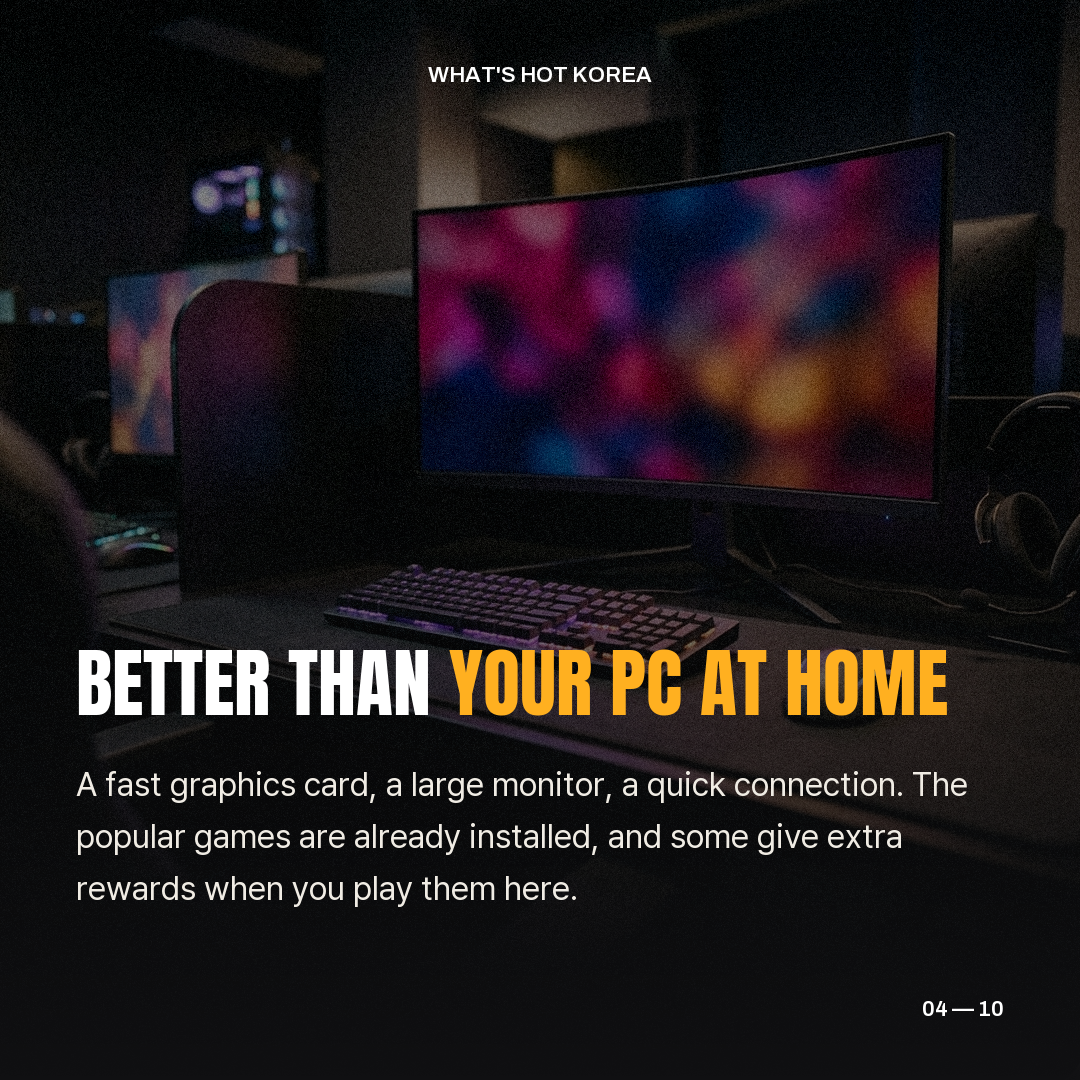 WHAT'S HOT KOREA
BETTER THAN YOUR PC AT HOME
A fast graphics card, a large monitor, a quick connection. The
popular games are already installed, and some give extra
rewards when you play them here.
04 — 10